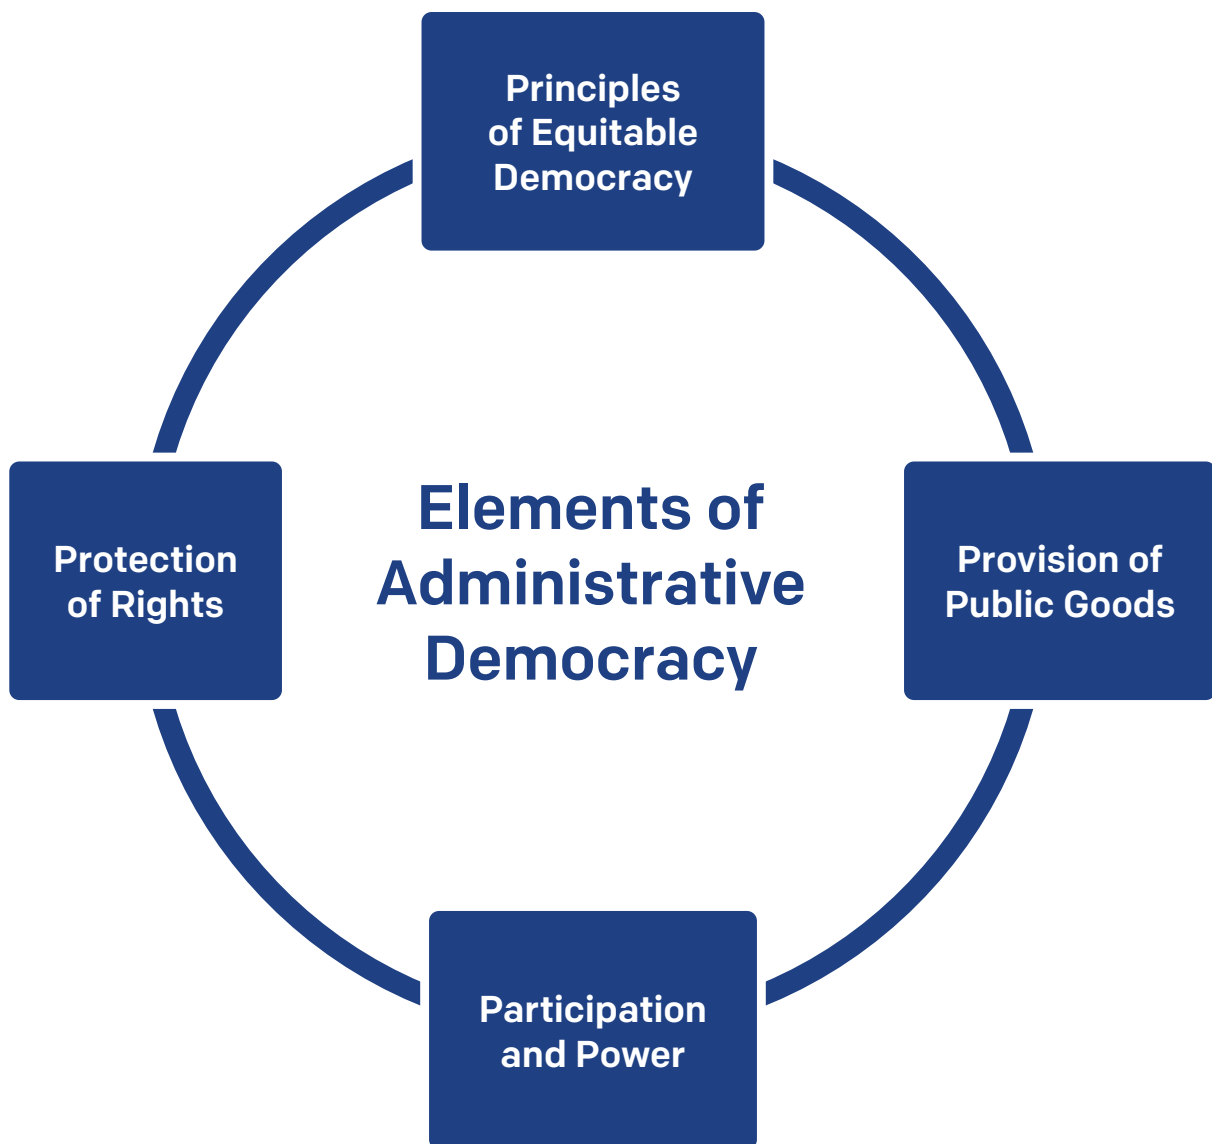 Principles
of Equitable
Democracy
Protection
of Rights
Elements of
Administrative
Democracy
Provision of
Public Goods
Participation
and Power